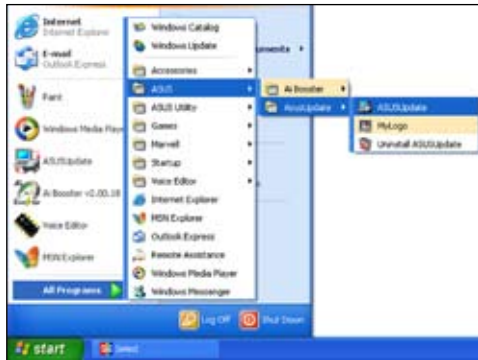 Internet
Internet Explorer
E-mail
Outlook Express
Paint
Windows Media Play
ASUSUpdate
Ai Booster v2.00.18
Voice Editor
MSN Explorer
All Programs
Windows Catalog
Windows Update
Accessories
ASUS
ASUS Utility
Games
Marvell
Startup
Voice Editor
Internet Explorer
MSN Explorer
Outlook Express
Remote Assistance
Windows Media Player
Windows Messenger
uments
Ai Booster
AsusUpdate
ASUSUpdate
MyLogo
Uninstall ASUSUpdate
Log Off
Shut Down
start